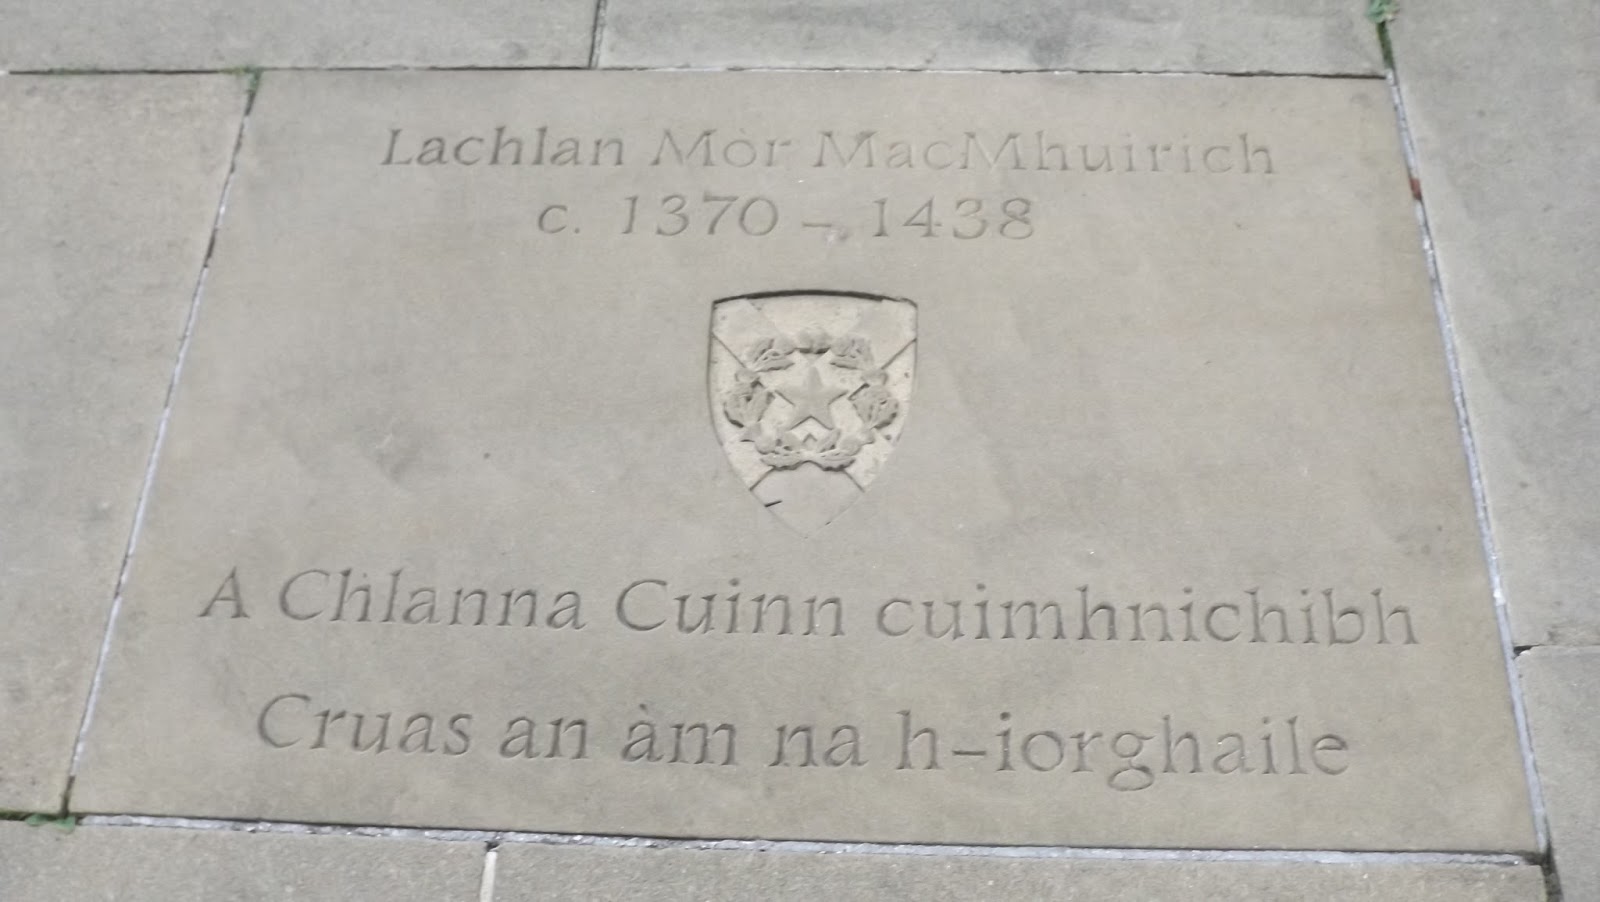 Lachlan Mòr MacMhuirich
c. 1370 – 1438
A Chlanna Cuinn cuimhnichibh
Cruas an àm na h-iorghaile